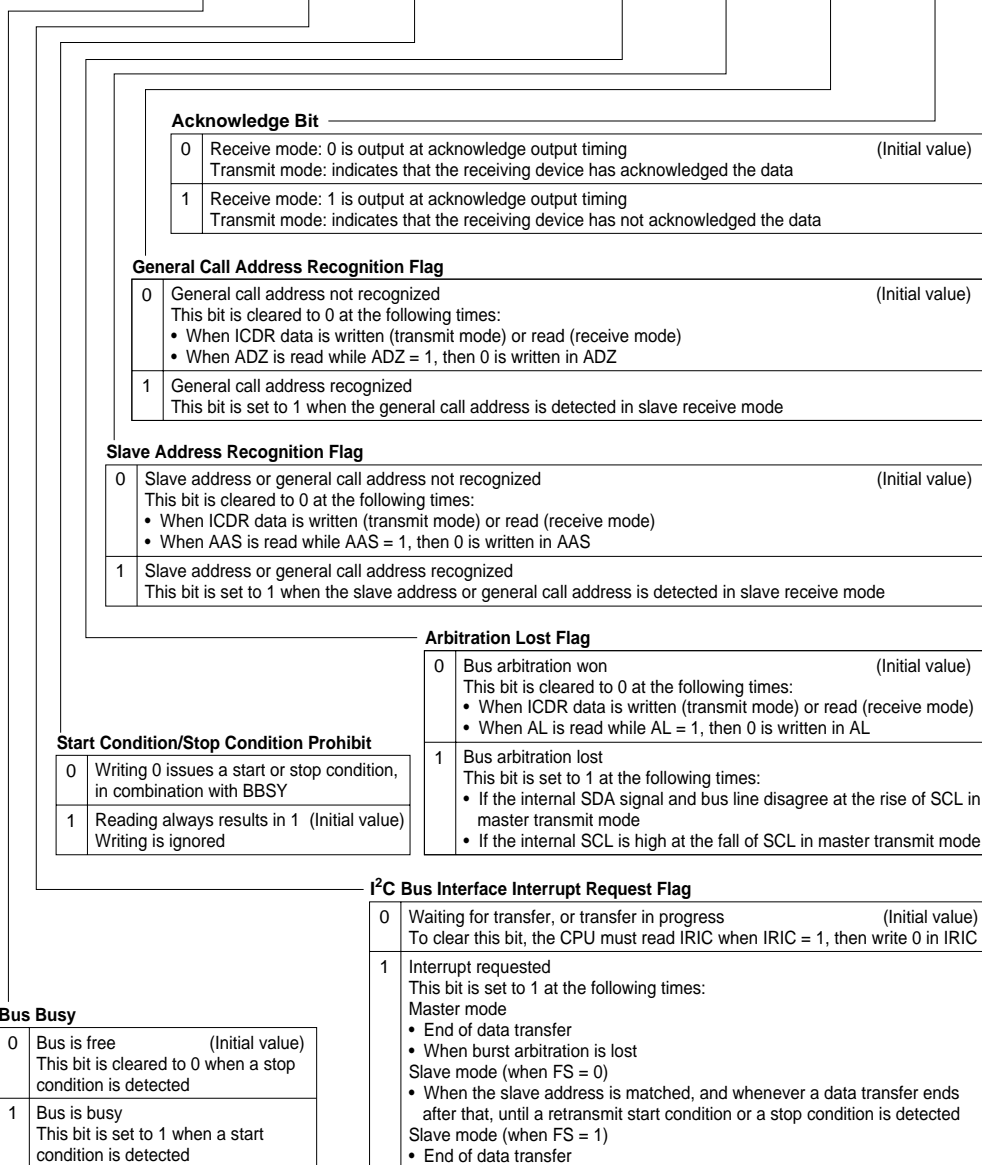 Acknowledge Bit
0 Receive mode: 0 is output at acknowledge output timing (Initial value)
Transmit mode: indicates that the receiving device has acknowledged the data
1 Receive mode: 1 is output at acknowledge output timing
Transmit mode: indicates that the receiving device has not acknowledged the data
General Call Address Recognition Flag
0 General call address not recognized (Initial value)
This bit is cleared to 0 at the following times:
• When ICDR data is written (transmit mode) or read (receive mode)
• When ADZ is read while ADZ = 1, then 0 is written in ADZ
1 General call address recognized
This bit is set to 1 when the general call address is detected in slave receive mode
Slave Address Recognition Flag
0 Slave address or general call address not recognized (Initial value)
This bit is cleared to 0 at the following times:
• When ICDR data is written (transmit mode) or read (receive mode)
• When AAS is read while AAS = 1, then 0 is written in AAS
1 Slave address or general call address recognized
This bit is set to 1 when the slave address or general call address is detected in slave receive mode
Arbitration Lost Flag
0 Bus arbitration won (Initial value)
This bit is cleared to 0 at the following times:
• When ICDR data is written (transmit mode) or read (receive mode)
• When AL is read while AL = 1, then 0 is written in AL
1 Bus arbitration lost
This bit is set to 1 at the following times:
• If the internal SDA signal and bus line disagree at the rise of SCL in
master transmit mode
• If the internal SCL is high at the fall of SCL in master transmit mode
Start Condition/Stop Condition Prohibit
0 Writing 0 issues a start or stop condition,
in combination with BBSY
1 Reading always results in 1 (Initial value)
Writing is ignored
I²C Bus Interface Interrupt Request Flag
0 Waiting for transfer, or transfer in progress (Initial value)
To clear this bit, the CPU must read IRIC when IRIC = 1, then write 0 in IRIC
1 Interrupt requested
This bit is set to 1 at the following times:
Master mode
• End of data transfer
• When burst arbitration is lost
Slave mode (when FS = 0)
• When the slave address is matched, and whenever a data transfer ends
after that, until a retransmit start condition or a stop condition is detected
Slave mode (when FS = 1)
• End of data transfer
Bus Busy
0 Bus is free (Initial value)
This bit is cleared to 0 when a stop
condition is detected
1 Bus is busy
This bit is set to 1 when a start
condition is detected